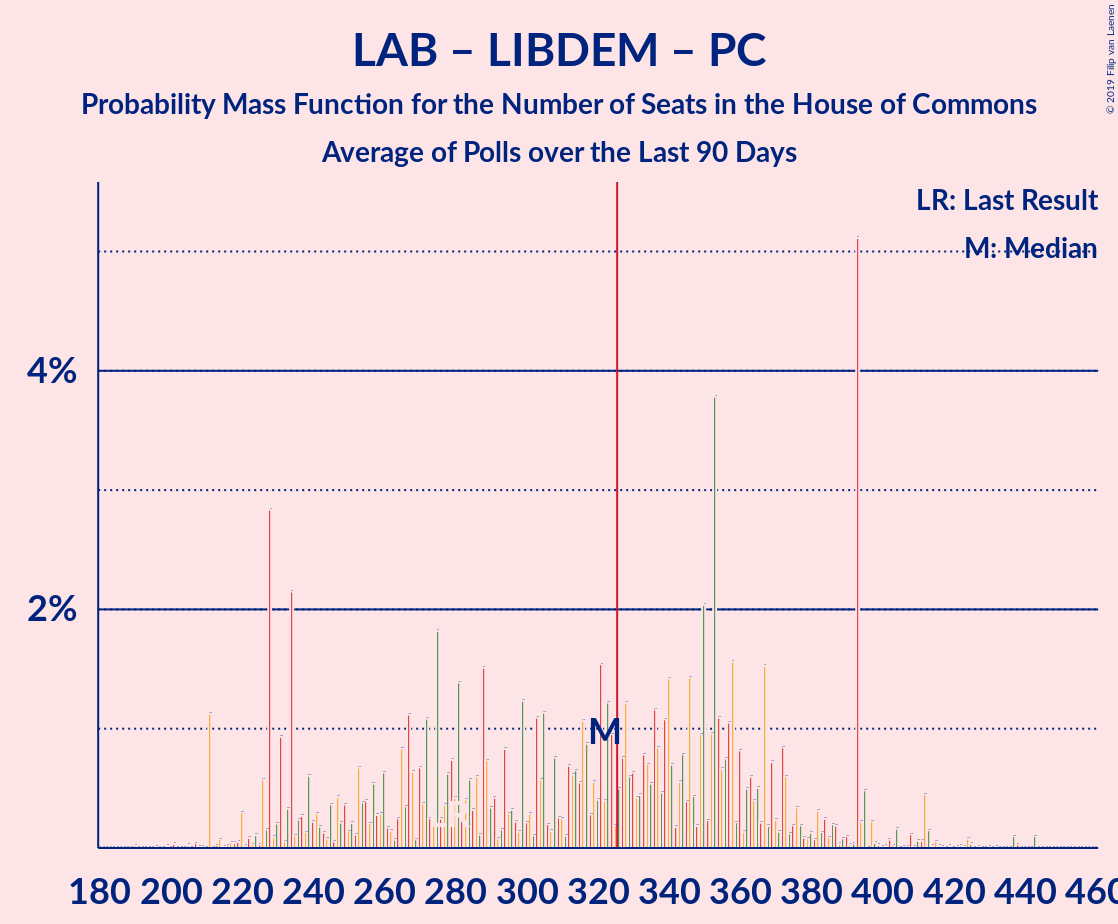 LAB – LIBDEM – PC
Probability Mass Function for the Number of Seats in the House of Commons
Average of Polls over the Last 90 Days
© 2019 Filip van Laenen
LR: Last Result
M: Median
4%
2%
M
LR
180 200 220 240 260 280 300 320 340 360 380 400 420 440 460